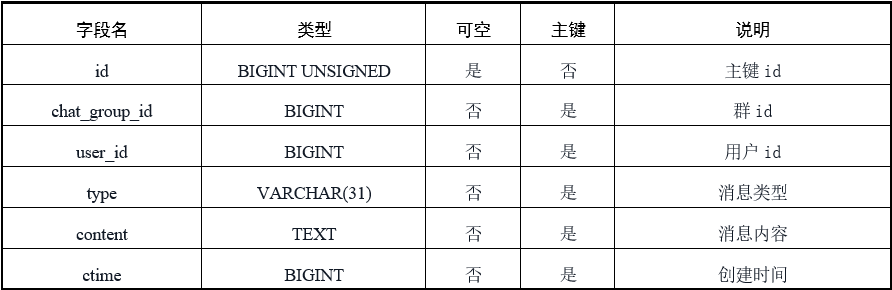 字段名 类型 可空 主键 说明
id BIGINT UNSIGNED 是 否 主键 id
chat_group_id BIGINT 否 是 群 id
user_id BIGINT 否 是 用户 id
type VARCHAR(31) 否 是 消息类型
content TEXT 否 是 消息内容
ctime BIGINT 否 是 创建时间